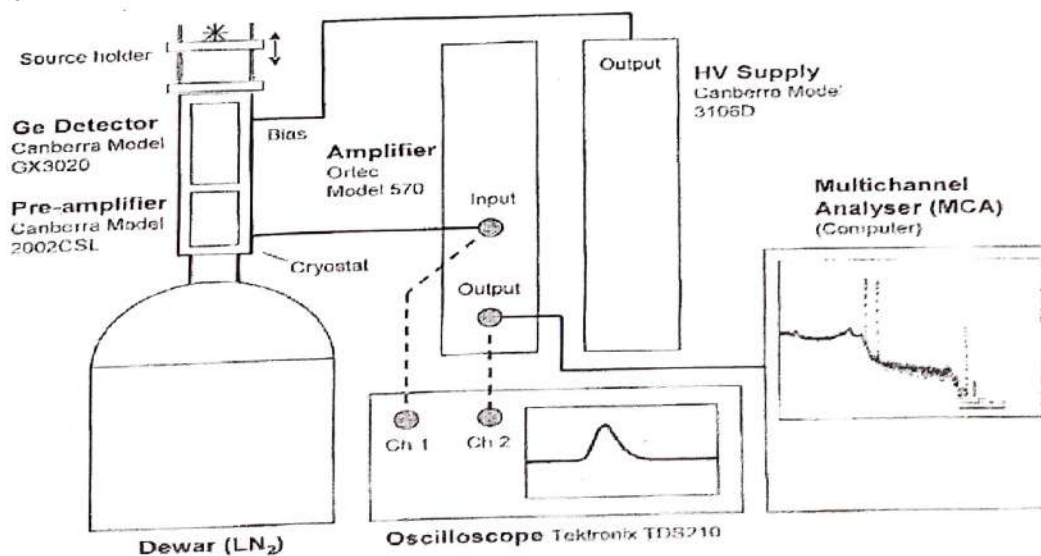 Source holder
Ge Detector
Canberra Model
GX3020
Pre-amplifier
Canberra Model
2002CSL
Bias
Cryostal
Amplifier
Ortec
Model 570
Input
Output
Output
HV Supply
Canberra Model
3106D
Multichannel
Analyser (MCA)
(Computer)
Ch 1
Ch 2
Dewar (LN₂)
Oscilloscope Tektronix TDS210